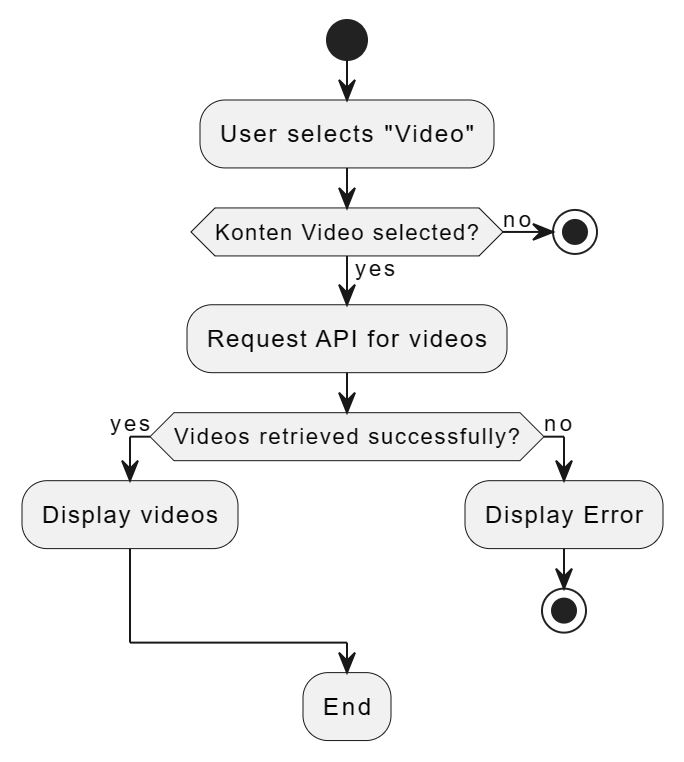 User selects "Video"
Konten Video selected?
no
yes
Request API for videos
yes
Videos retrieved successfully?
no
Display videos
Display Error
End